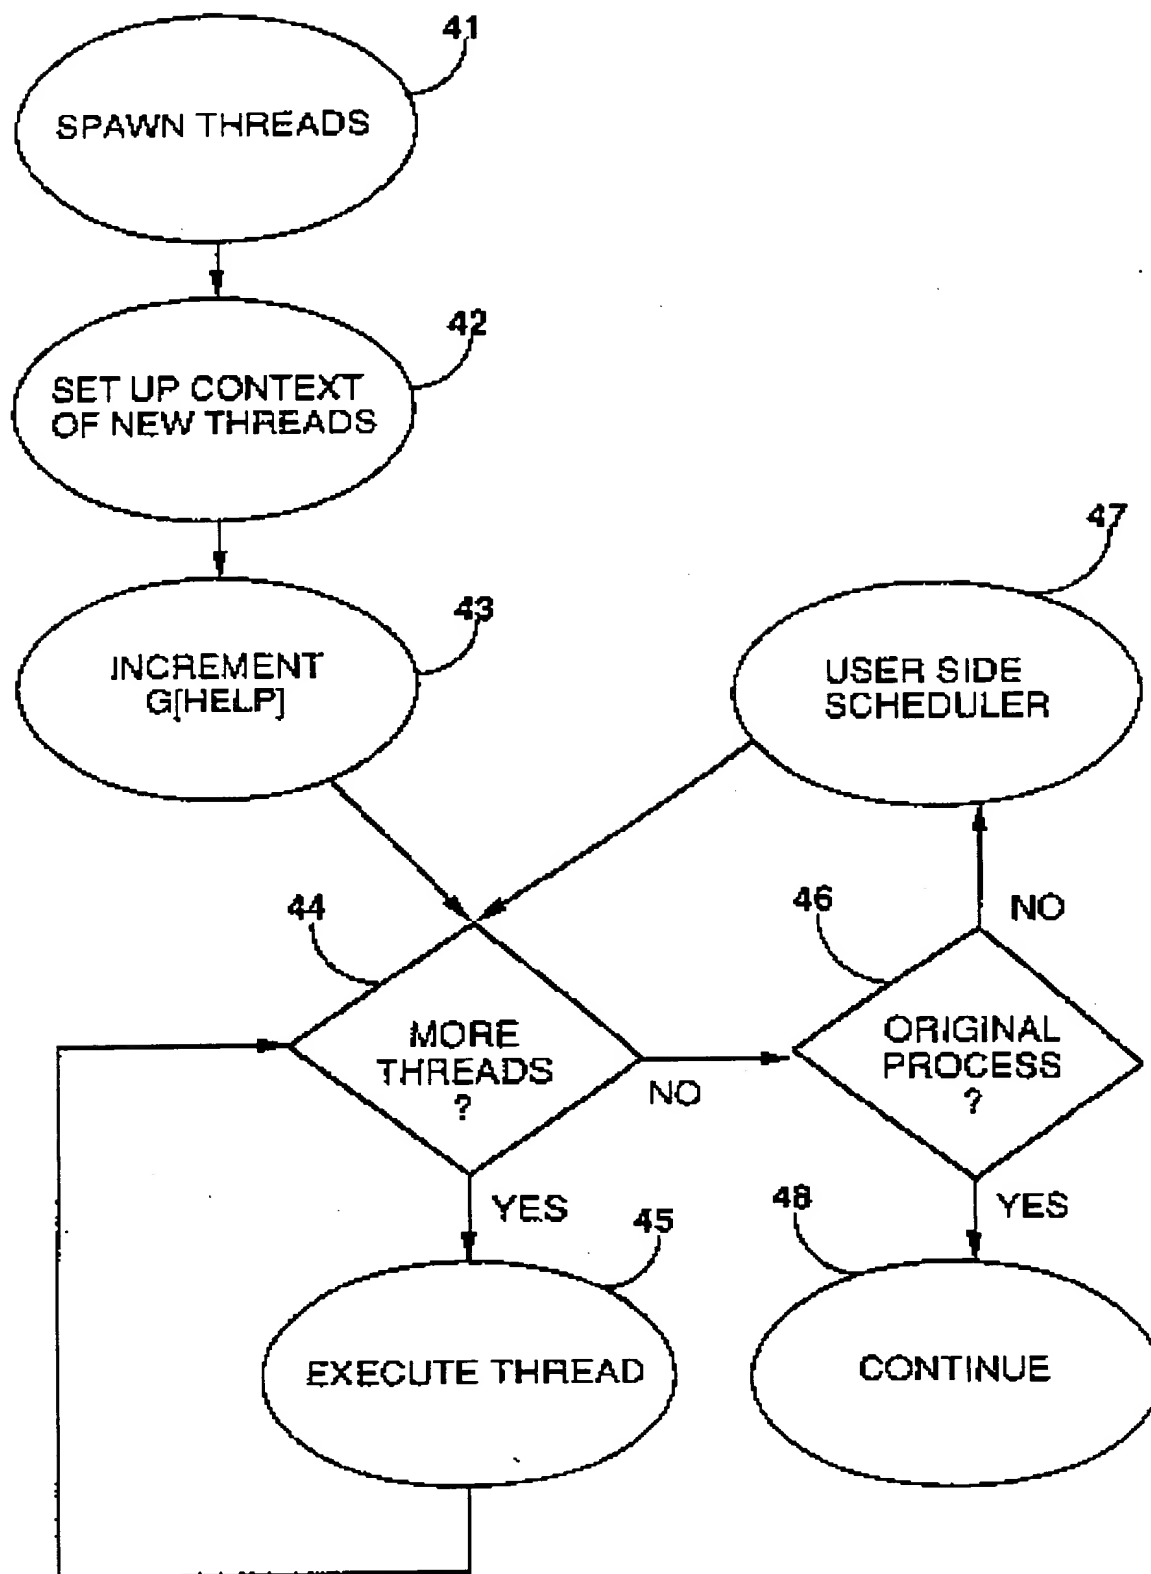 41
SPAWN THREADS
42
SET UP CONTEXT
OF NEW THREADS
43
INCREMENT
G[HELP]
47
USER SIDE
SCHEDULER
44
MORE
THREADS
?
NO
46
ORIGINAL
PROCESS
?
NO
YES
45
EXECUTE THREAD
YES
48
CONTINUE